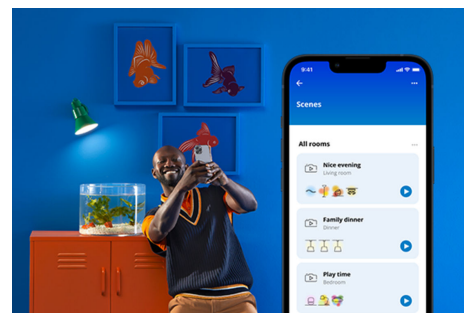 9:41
Scenes
All rooms
Nice evening
Living room
Family dinner
Dinner
Play time
Bedroom